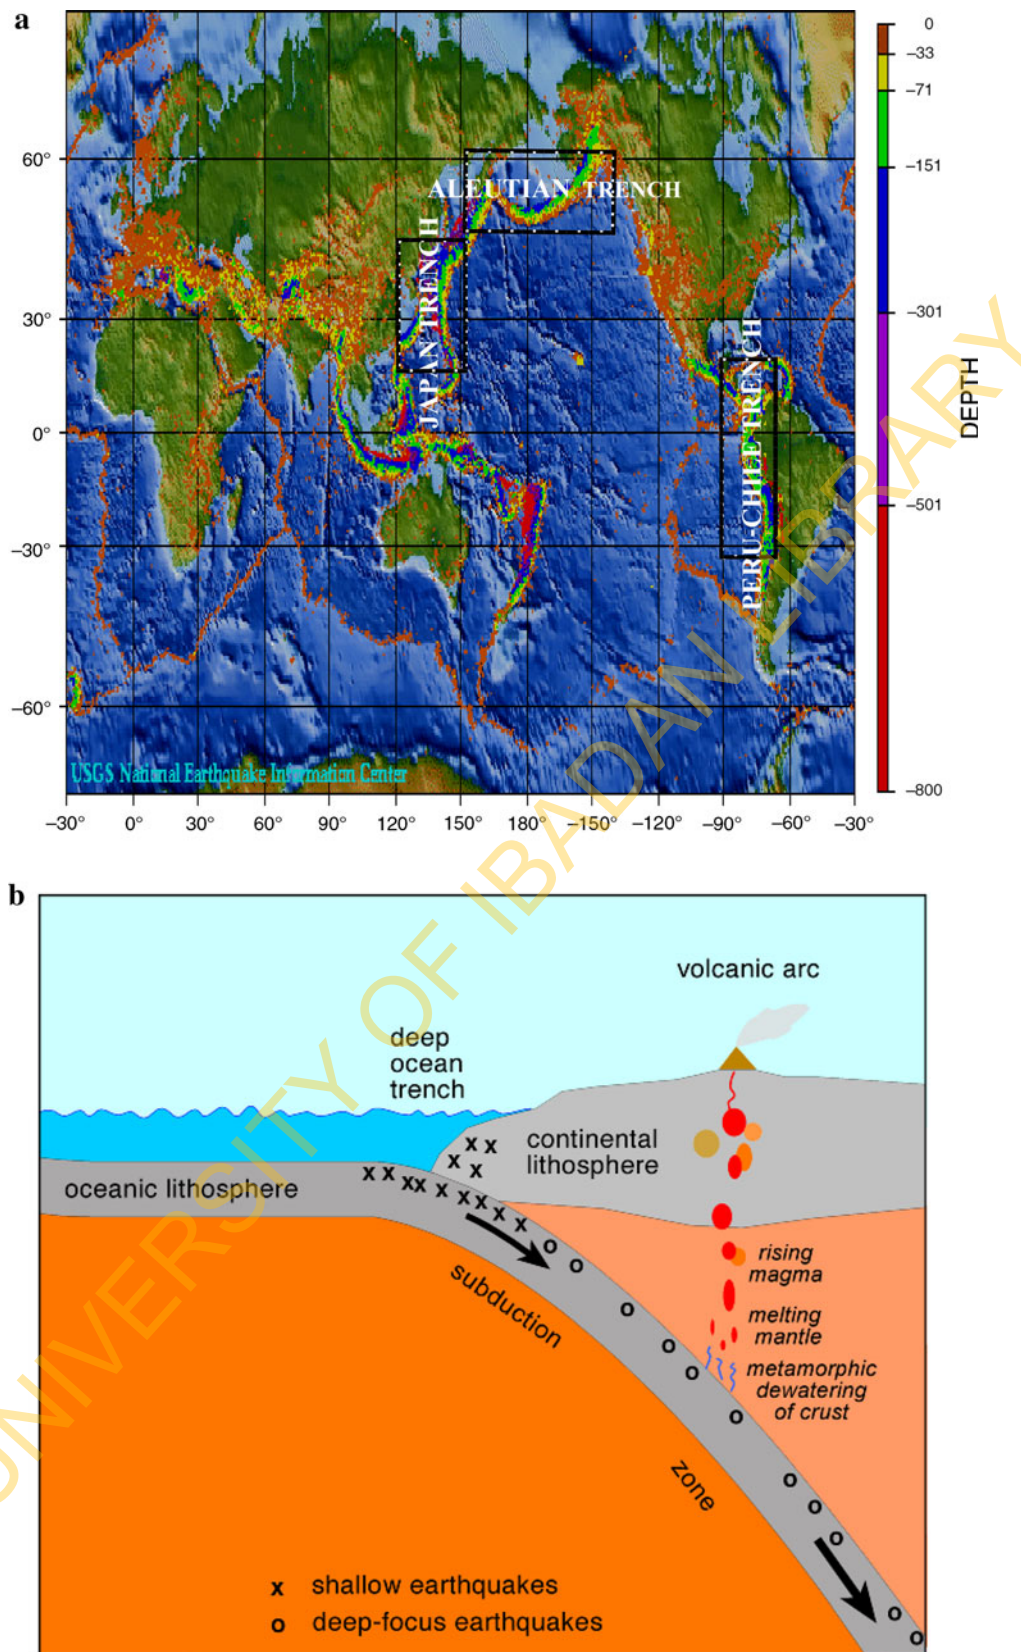 a
0
-33
-71
-151
-301
-501
-800
DEPTH
60°
30°
0°
-30°
-60°
ALEUTIAN TRENCH
JAPAN TRENCH
PERU-CHILE TRENCH
USGS National Earthquake Information Center
-30° 0° 30° 60° 90° 120° 150° 180° -150° -120° -90° -60° -30°
UNIVERSITY OF IBADAN LIBRARY
b
volcanic arc
deep
ocean
trench
continental
lithosphere
oceanic lithosphere
subduction
zone
rising
magma
melting
mantle
metamorphic
dewatering
of crust
x shallow earthquakes
o deep-focus earthquakes